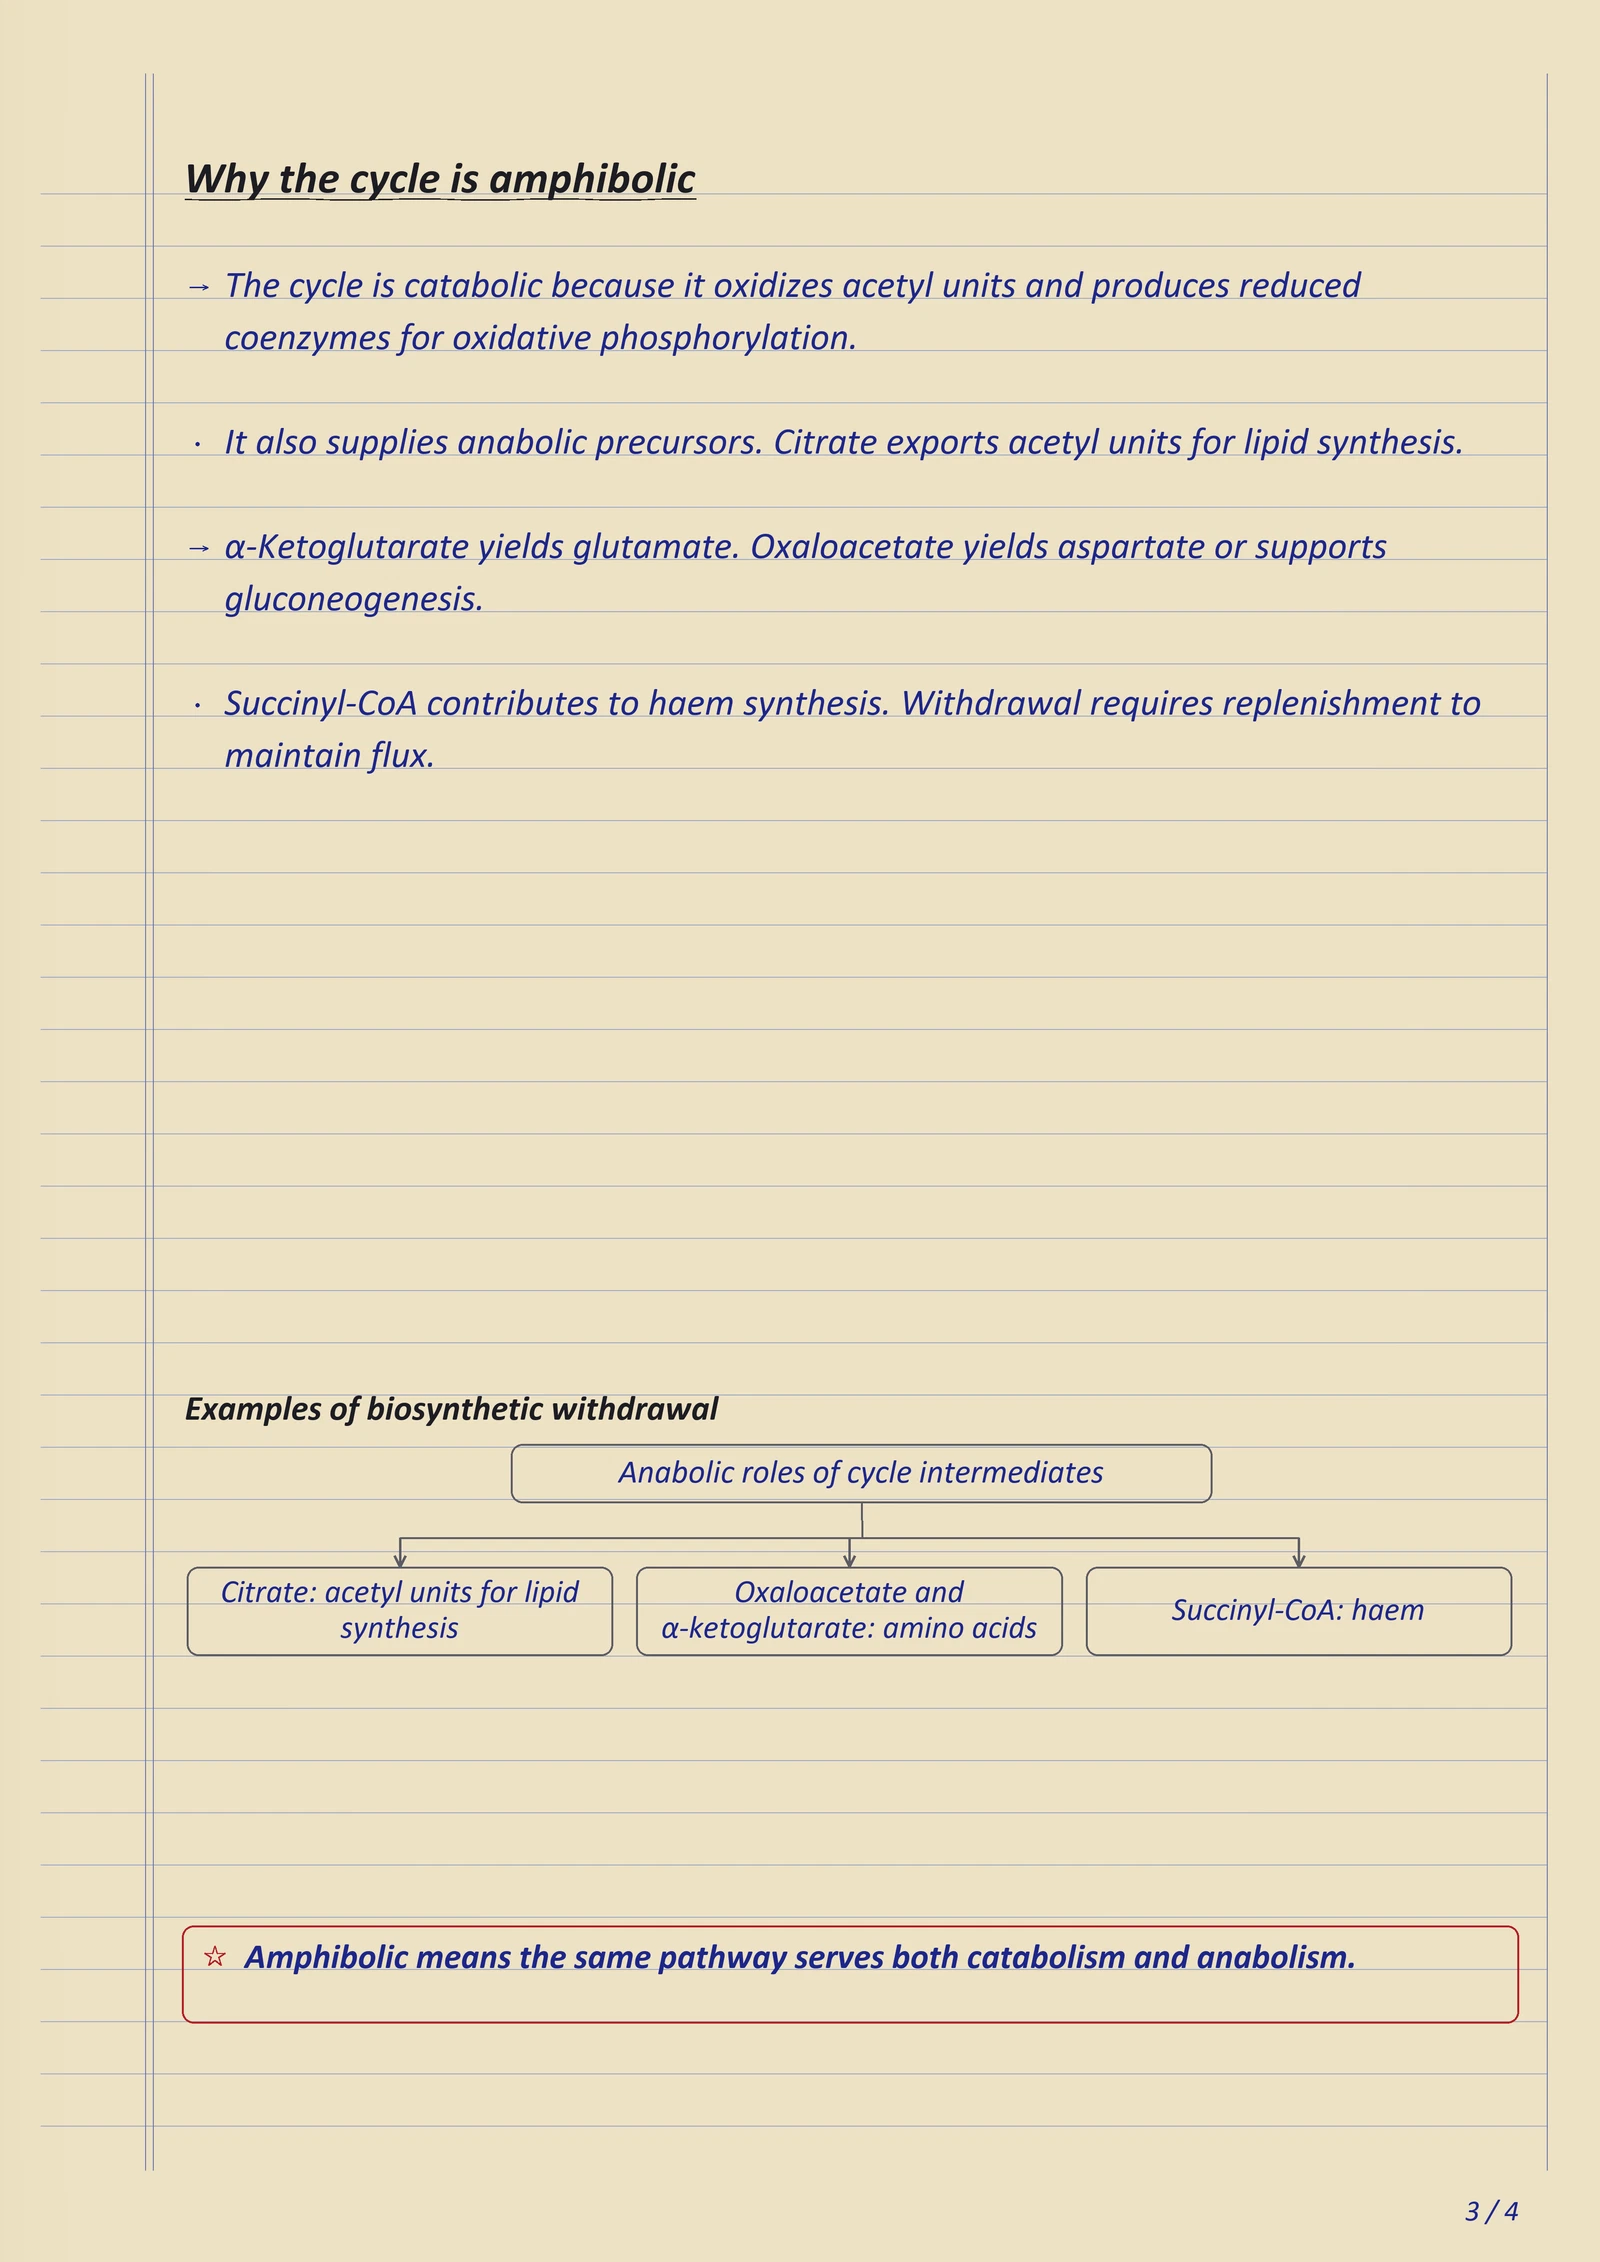 Why the cycle is amphibolic
→ The cycle is catabolic because it oxidizes acetyl units and produces reduced
coenzymes for oxidative phosphorylation.
· It also supplies anabolic precursors. Citrate exports acetyl units for lipid synthesis.
→ α-Ketoglutarate yields glutamate. Oxaloacetate yields aspartate or supports
gluconeogenesis.
· Succinyl-CoA contributes to haem synthesis. Withdrawal requires replenishment to
maintain flux.
Examples of biosynthetic withdrawal
Anabolic roles of cycle intermediates
Citrate: acetyl units for lipid
synthesis
Oxaloacetate and
α-ketoglutarate: amino acids
Succinyl-CoA: haem
☆ Amphibolic means the same pathway serves both catabolism and anabolism.
3 / 4